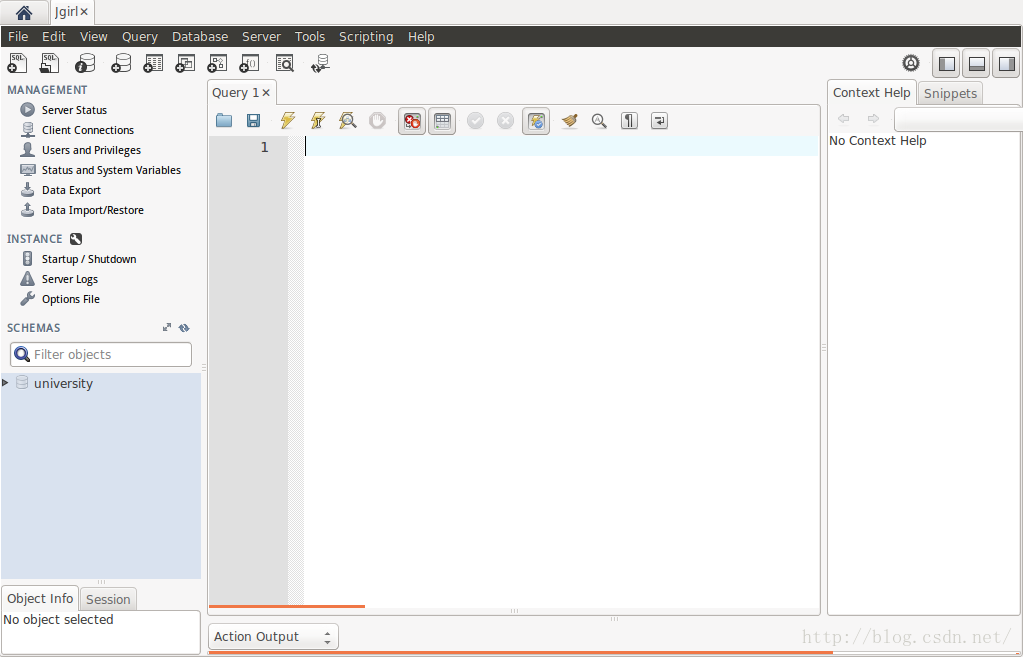 Jgirl
File Edit View Query Database Server Tools Scripting Help
MANAGEMENT
Server Status
Client Connections
Users and Privileges
Status and System Variables
Data Export
Data Import/Restore
INSTANCE
Startup / Shutdown
Server Logs
Options File
SCHEMAS
Filter objects
university
Object Info Session
No object selected
Query 1
1
Action Output
Context Help Snippets
No Context Help
http://blog.csdn.net/